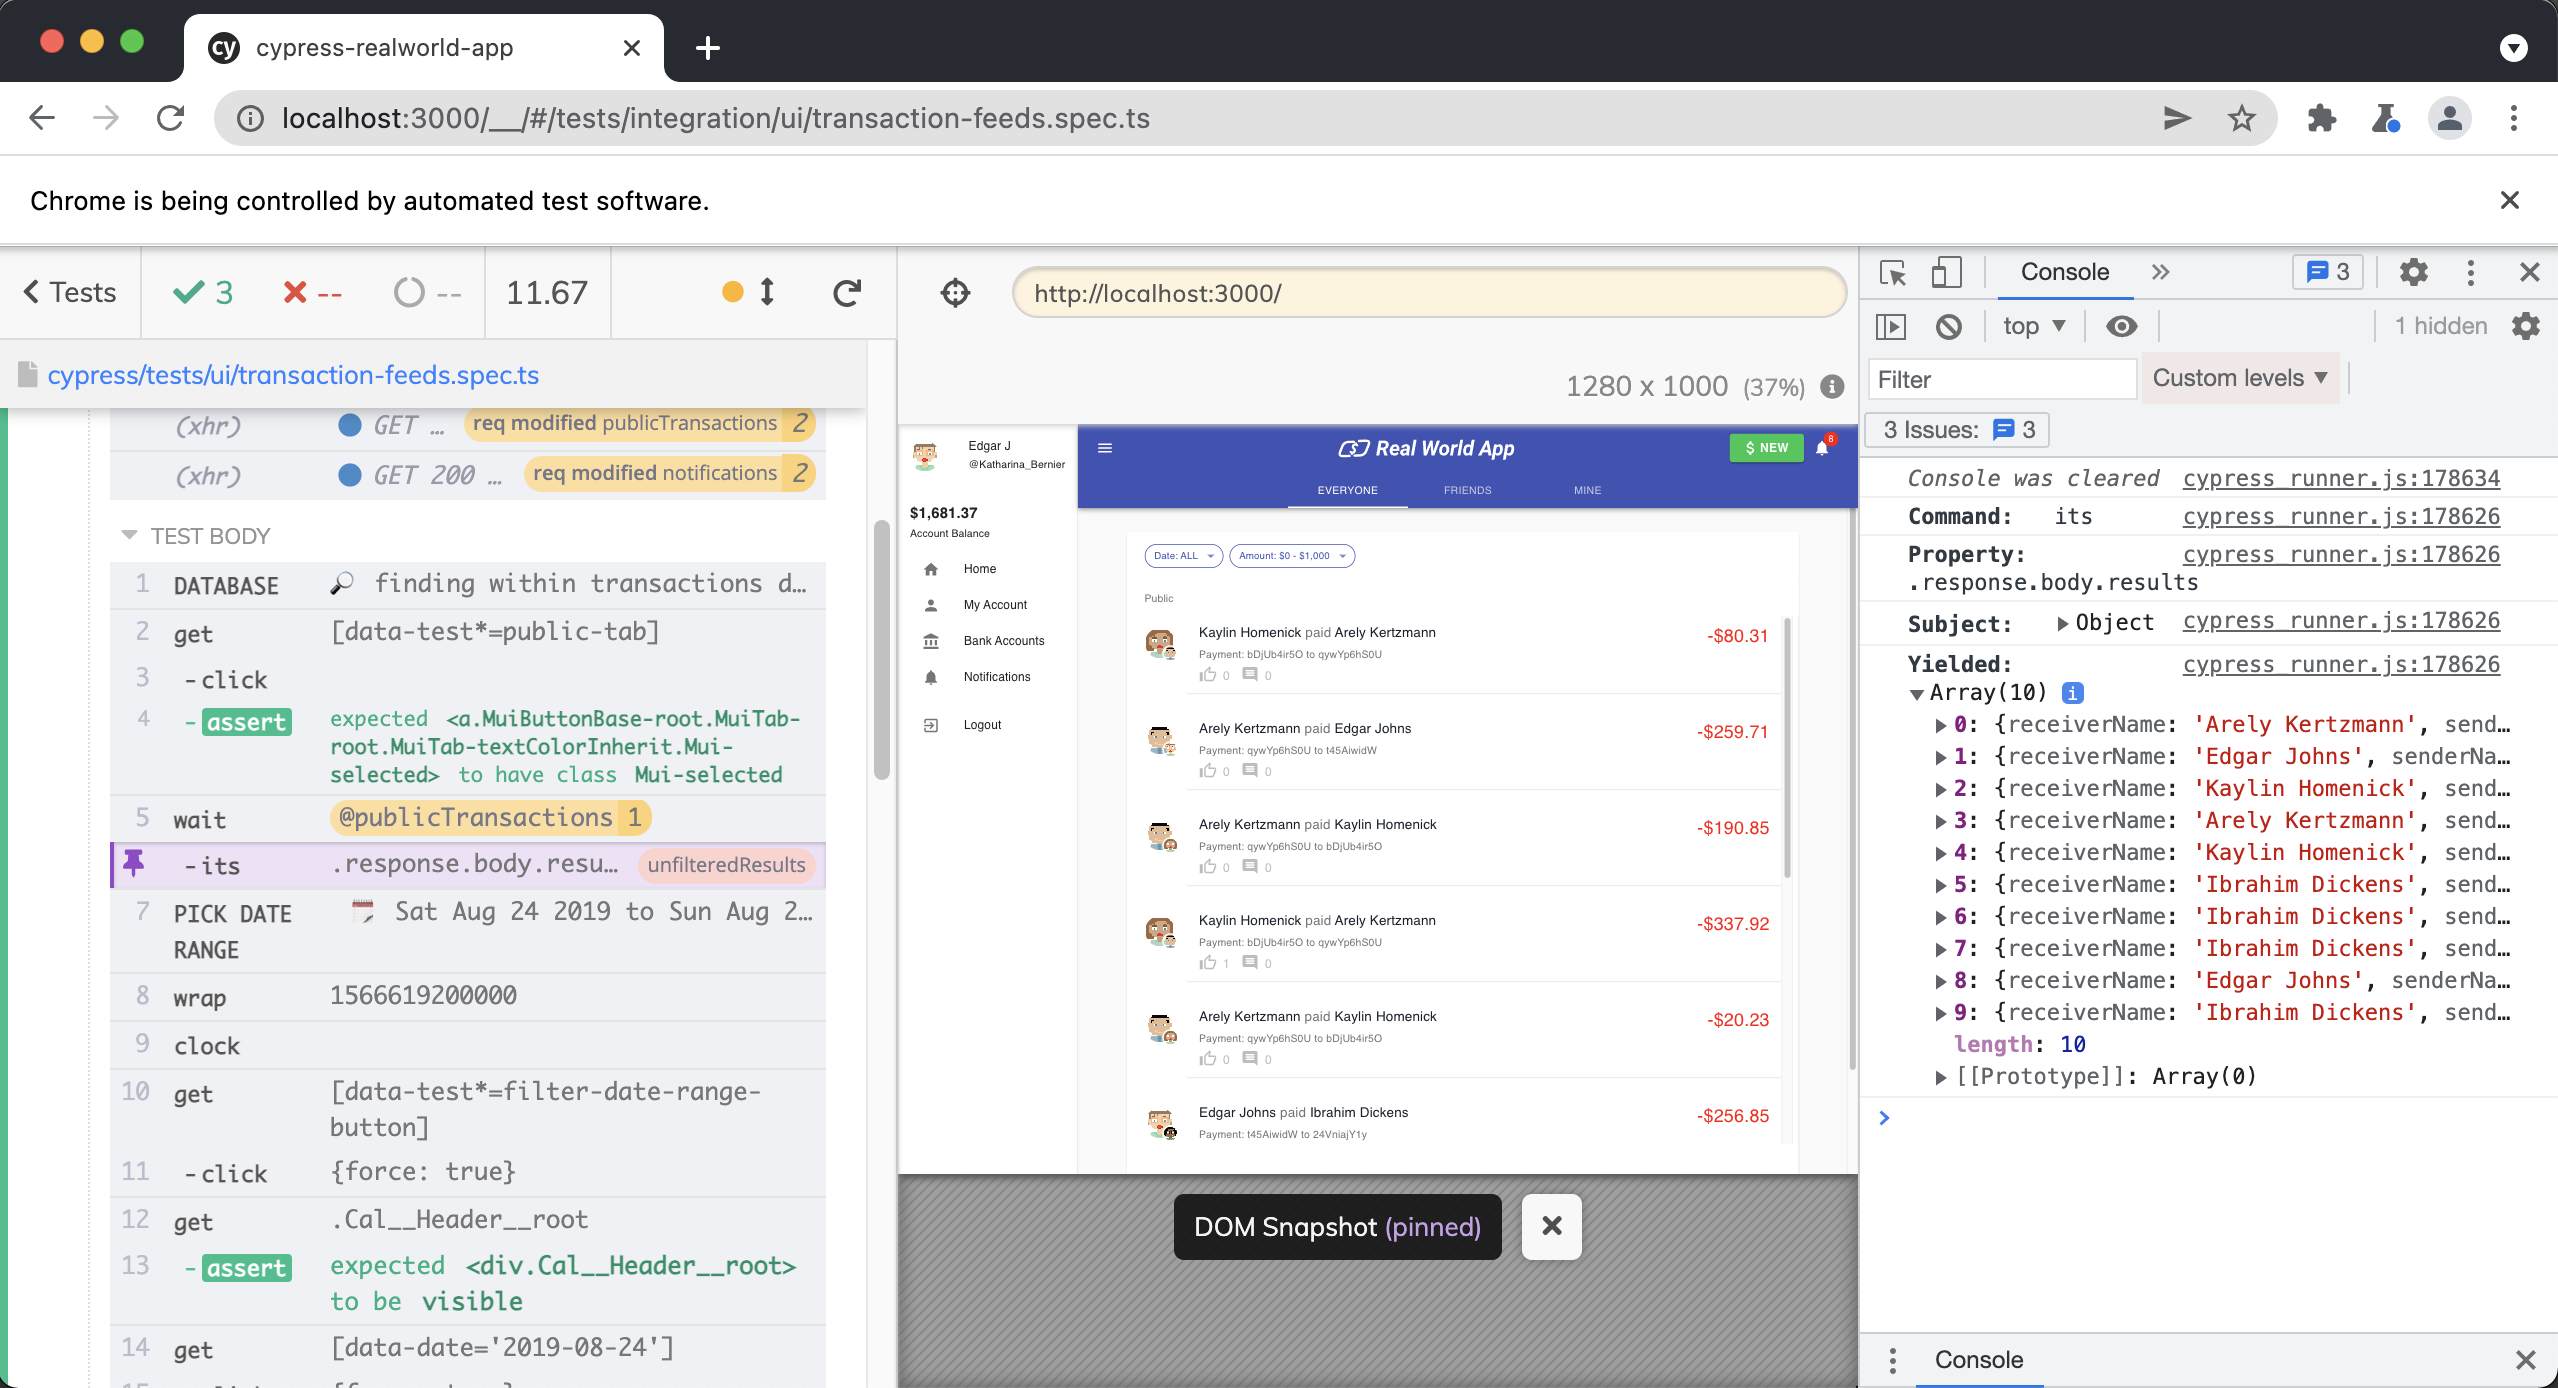 cy cypress-realworld-app
localhost:3000/__/#/tests/integration/ui/transaction-feeds.spec.ts
Chrome is being controlled by automated test software.
Tests 3 -- -- 11.67
cypress/tests/ui/transaction-feeds.spec.ts
(xhr) GET … req modified publicTransactions 2
(xhr) GET 200 … req modified notifications 2
TEST BODY
1 DATABASE finding within transactions d…
2 get [data-test*=public-tab]
3 -click
4 -assert expected <a.MuiButtonBase-root.MuiTab-
root.MuiTab-textColorInherit.Mui-
selected> to have class Mui-selected
5 wait @publicTransactions 1
-its .response.body.resu… unfilteredResults
7 PICK DATE RANGE Sat Aug 24 2019 to Sun Aug 2…
8 wrap 1566619200000
9 clock
10 get [data-test*=filter-date-range-
button]
11 -click {force: true}
12 get .Cal__Header__root
13 -assert expected <div.Cal__Header__root>
to be visible
14 get [data-date='2019-08-24']
http://localhost:3000/
1280 x 1000 (37%)
Edgar J
@Katharina_Bernier
$1,681.37
Account Balance
Home
My Account
Bank Accounts
Notifications
Logout
Real World App
$ NEW 8
EVERYONE FRIENDS MINE
Date: ALL Amount: $0 - $1,000
Public
Kaylin Homenick paid Arely Kertzmann -$80.31
Payment: bDjUb4ir5O to qywYp6hS0U
0 0
Arely Kertzmann paid Edgar Johns -$259.71
Payment: qywYp6hS0U to t45AiwidW
0 0
Arely Kertzmann paid Kaylin Homenick -$190.85
Payment: qywYp6hS0U to bDjUb4ir5O
0 0
Kaylin Homenick paid Arely Kertzmann -$337.92
Payment: bDjUb4ir5O to qywYp6hS0U
1 0
Arely Kertzmann paid Kaylin Homenick -$20.23
Payment: qywYp6hS0U to bDjUb4ir5O
0 0
Edgar Johns paid Ibrahim Dickens -$256.85
Payment: t45AiwidW to 24VniajY1y
DOM Snapshot (pinned)
Console 3
top 1 hidden
Filter Custom levels
3 Issues: 3
Console was cleared cypress_runner.js:178634
Command: its cypress_runner.js:178626
Property: cypress_runner.js:178626
.response.body.results
Subject: Object cypress_runner.js:178626
Yielded: cypress_runner.js:178626
Array(10) i
0: {receiverName: 'Arely Kertzmann', send…
1: {receiverName: 'Edgar Johns', senderNa…
2: {receiverName: 'Kaylin Homenick', send…
3: {receiverName: 'Arely Kertzmann', send…
4: {receiverName: 'Kaylin Homenick', send…
5: {receiverName: 'Ibrahim Dickens', send…
6: {receiverName: 'Ibrahim Dickens', send…
7: {receiverName: 'Ibrahim Dickens', send…
8: {receiverName: 'Edgar Johns', senderNa…
9: {receiverName: 'Ibrahim Dickens', send…
length: 10
[[Prototype]]: Array(0)
Console